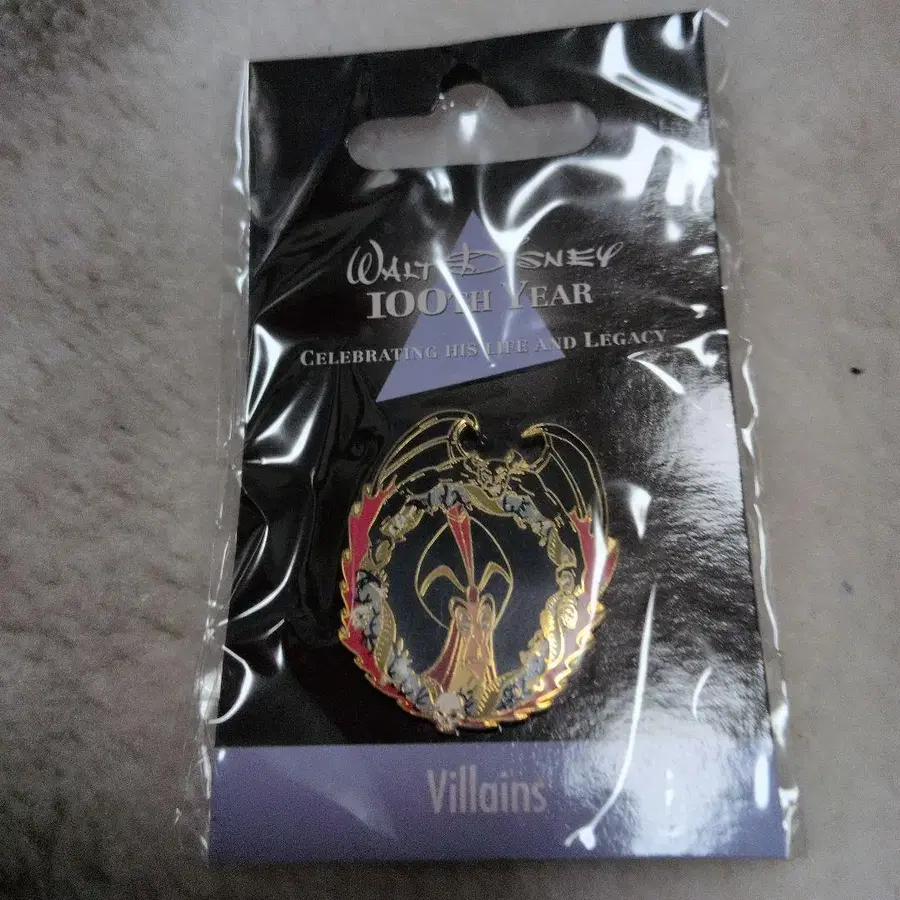 WALT DISNEY
100TH YEAR
CELEBRATING HIS LIFE AND LEGACY
Villains